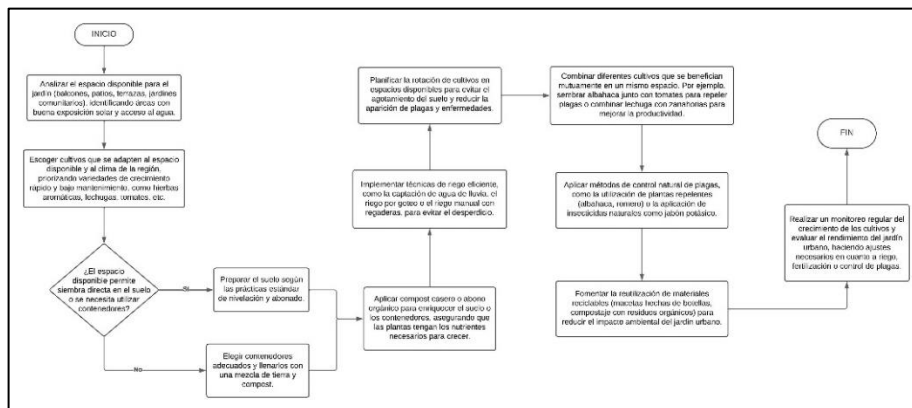 INICIO
Analizar el espacio disponible para el
jardín (balcones, patios, terrazas, jardines
comunitarios), identificando áreas con
buena exposición solar y acceso al agua.
Escoger cultivos que se adapten al espacio
disponible y al clima de la región,
priorizando variedades de crecimiento
rápido y bajo mantenimiento, como hierbas
aromáticas, lechugas, tomates, etc.
¿El espacio
disponible permite
siembra directa en el suelo
o se necesita utilizar
contenedores?
Si
Preparar el suelo según
las prácticas estándar
de nivelación y abonado.
No
Elegir contenedores
adecuados y llenarlos con
una mezcla de tierra y
compost.
Aplicar compost casero o abono
orgánico para enriquecer el suelo o
los contenedores, asegurando que
las plantas tengan los nutrientes
necesarios para crecer.
Implementar técnicas de riego eficiente,
como la captación de agua de lluvia, el
riego por goteo o el riego manual con
regaderas, para evitar el desperdicio.
Planificar la rotación de cultivos en
espacios disponibles para evitar el
agotamiento del suelo y reducir la
aparición de plagas y enfermedades.
Combinar diferentes cultivos que se benefician
mutuamente en un mismo espacio. Por ejemplo,
sembrar albahaca junto con tomates para repeler
plagas o combinar lechuga con zanahorias para
mejorar la productividad.
Aplicar métodos de control natural de plagas,
como la utilización de plantas repelentes
(albahaca, romero) o la aplicación de
insecticidas naturales como jabón potásico.
Fomentar la reutilización de materiales
reciclables (macetas hechas de botellas,
compostaje con residuos orgánicos) para
reducir el impacto ambiental del jardín urbano.
Realizar un monitoreo regular del
crecimiento de los cultivos y
evaluar el rendimiento del jardín
urbano, haciendo ajustes
necesarios en cuanto a riego,
fertilización o control de plagas.
FIN